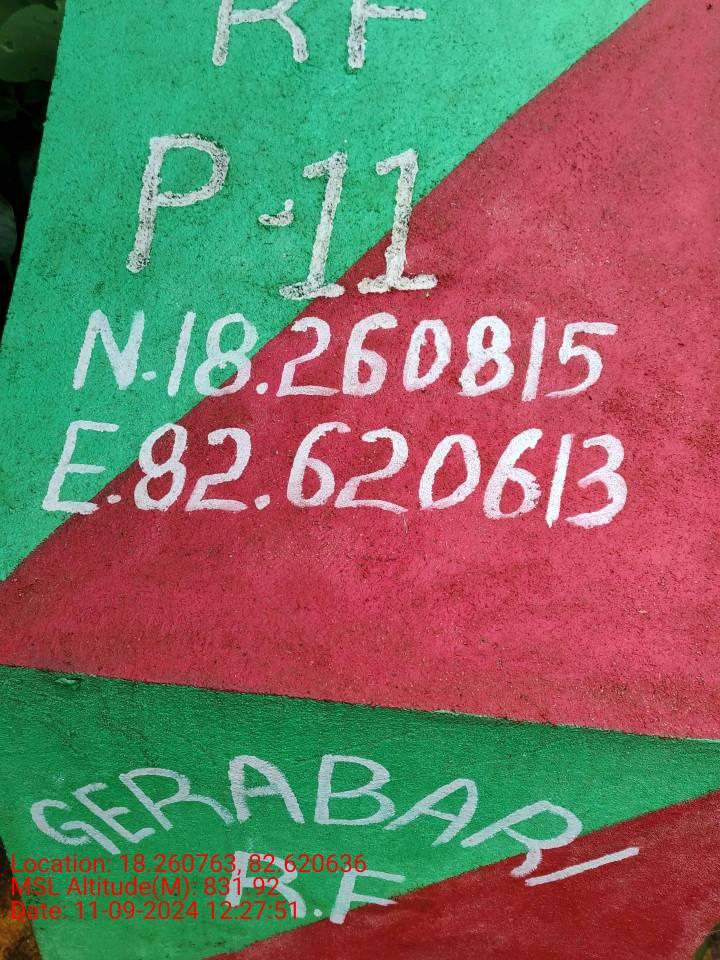 RF
P-11
N.18.260815
E.82.620613
GERABARI
R.F
Location: 18.260763, 82.620636
MSL Altitude(M): 831.92
Date: 11-09-2024 12:27:51